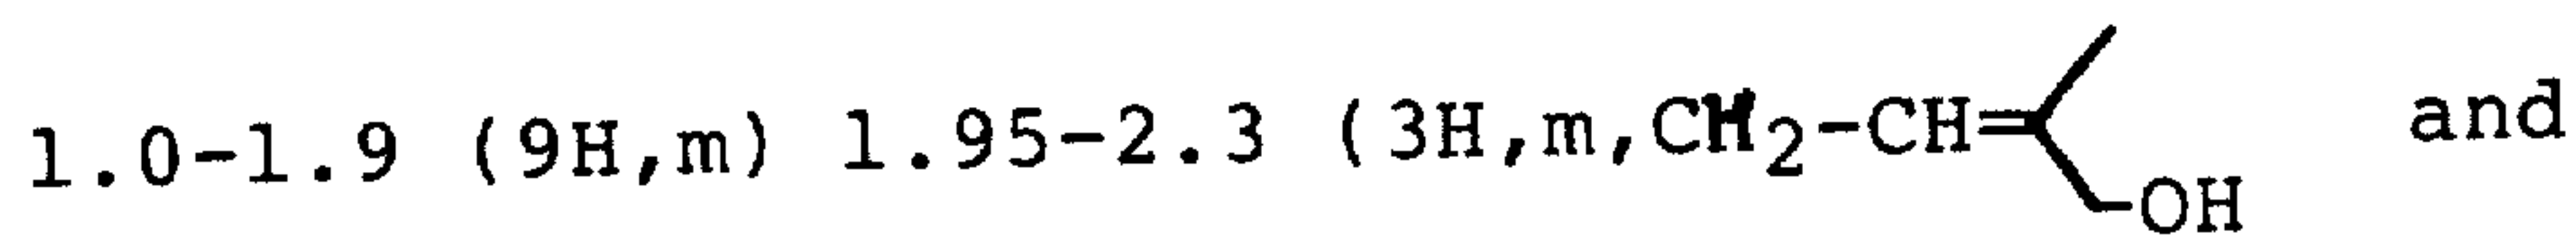 1.0-1.9 (9H,m) 1.95-2.3 (3H,m,CH2-CH= OH and